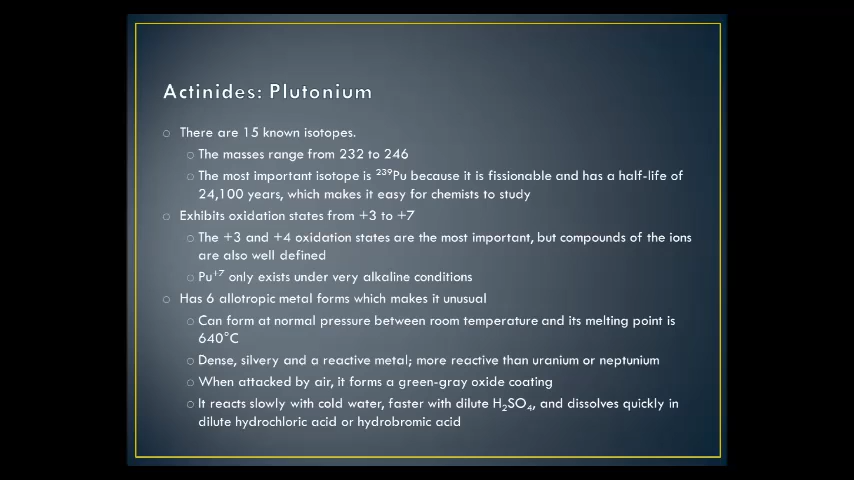 Actinides: Plutonium
○ There are 15 known isotopes.
○ The masses range from 232 to 246
○ The most important isotope is ²³⁹Pu because it is fissionable and has a half-life of
24,100 years, which makes it easy for chemists to study
○ Exhibits oxidation states from +3 to +7
○ The +3 and +4 oxidation states are the most important, but compounds of the ions
are also well defined
○ Pu⁺⁷ only exists under very alkaline conditions
○ Has 6 allotropic metal forms which makes it unusual
○ Can form at normal pressure between room temperature and its melting point is
640°C
○ Dense, silvery and a reactive metal; more reactive than uranium or neptunium
○ When attacked by air, it forms a green-gray oxide coating
○ It reacts slowly with cold water, faster with dilute H₂SO₄, and dissolves quickly in
dilute hydrochloric acid or hydrobromic acid